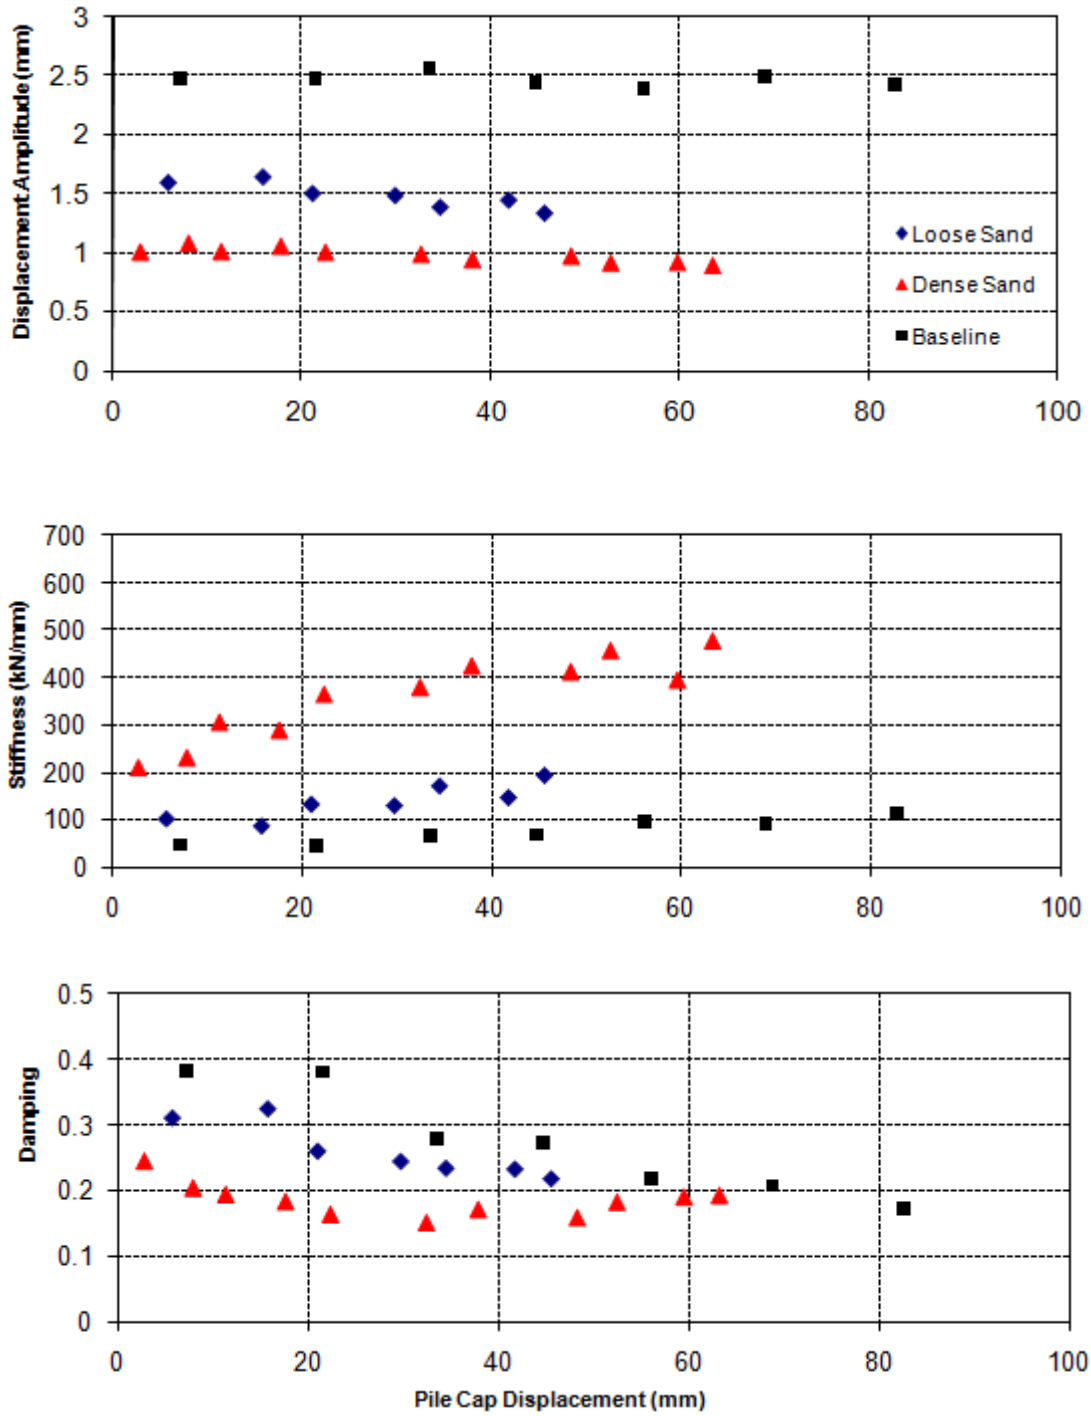 Displacement Amplitude (mm)
3
2.5
2
1.5
1
0.5
0
0 20 40 60 80 100
Loose Sand
Dense Sand
Baseline
Stiffness (kN/mm)
700
600
500
400
300
200
100
0
0 20 40 60 80 100
Damping
0.5
0.4
0.3
0.2
0.1
0
0 20 40 60 80 100
Pile Cap Displacement (mm)